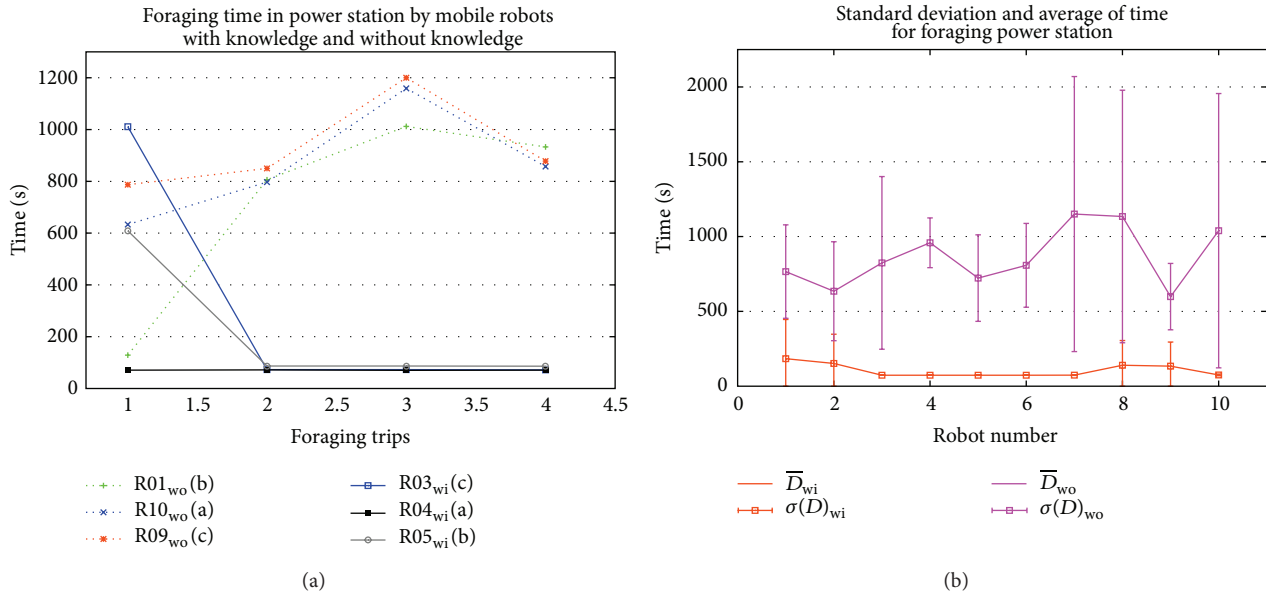 Foraging time in power station by mobile robots
with knowledge and without knowledge
1200
1000
800
600
400
200
0
Time (s)
1
1.5
2
2.5
3
3.5
4
4.5
Foraging trips
R01wo(b)
R10wo(a)
R09wo(c)
R03wi(c)
R04wi(a)
R05wi(b)
(a)
Standard deviation and average of time
for foraging power station
2000
1500
1000
500
0
Time (s)
0
2
4
6
8
10
Robot number
D̅wi
σ(D)wi
D̅wo
σ(D)wo
(b)